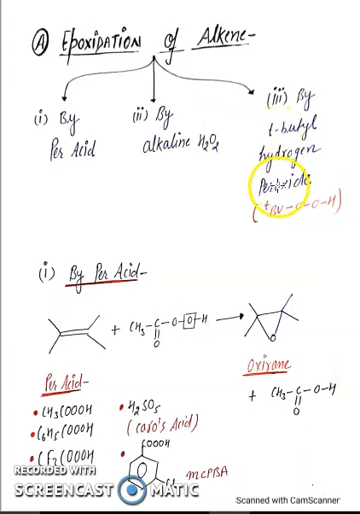 Ⓐ EPOXIDATION of ALKENE-
(i) By Per Acid
(ii) By alkaline H₂O₂
(iii) By t-butyl hydrogen Peroxide
(ᵗBu-O-O-H)
(i) By Per Acid-
+ CH₃-C-O-O-H
O
O
Oxirane
+ CH₃-C-O-H
O
Per Acid-
• CH₃COOOH
• C₆H₅COOOH
• CF₃COOOH
• H₂SO₅
(Caro's Acid)
• COOOH
Cl
mCPBA
RECORDED WITH
SCREENCAST MATIC
Scanned with CamScanner